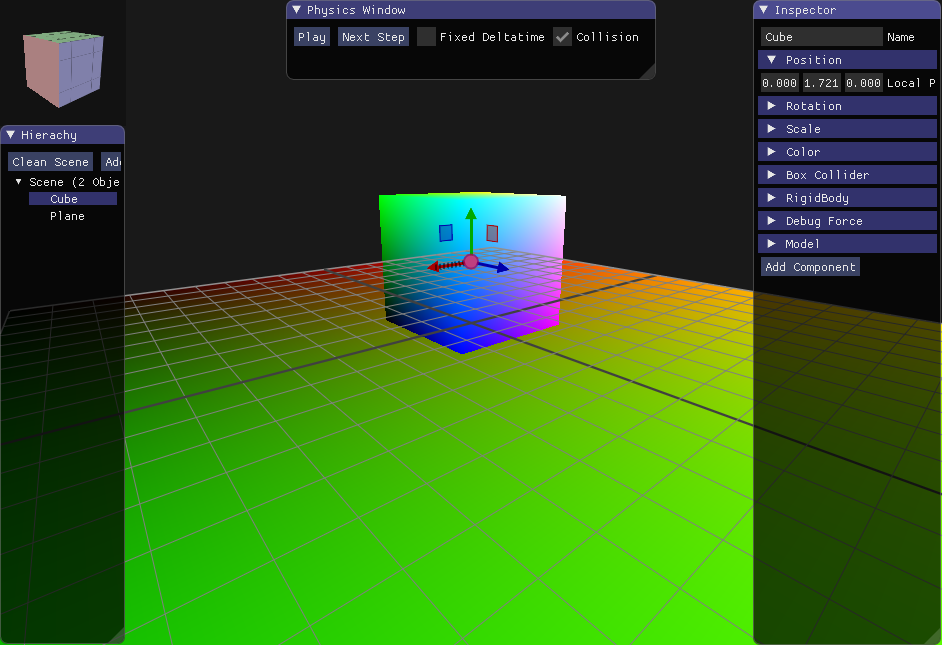 Physics Window
Play Next Step Fixed Deltatime Collision
Hierachy
Clean Scene
Scene (2 Obje
Cube
Plane
Inspector
Cube Name
Position
0.000 1.721 0.000 Local P
Rotation
Scale
Color
Box Collider
RigidBody
Debug Force
Model
Add Component